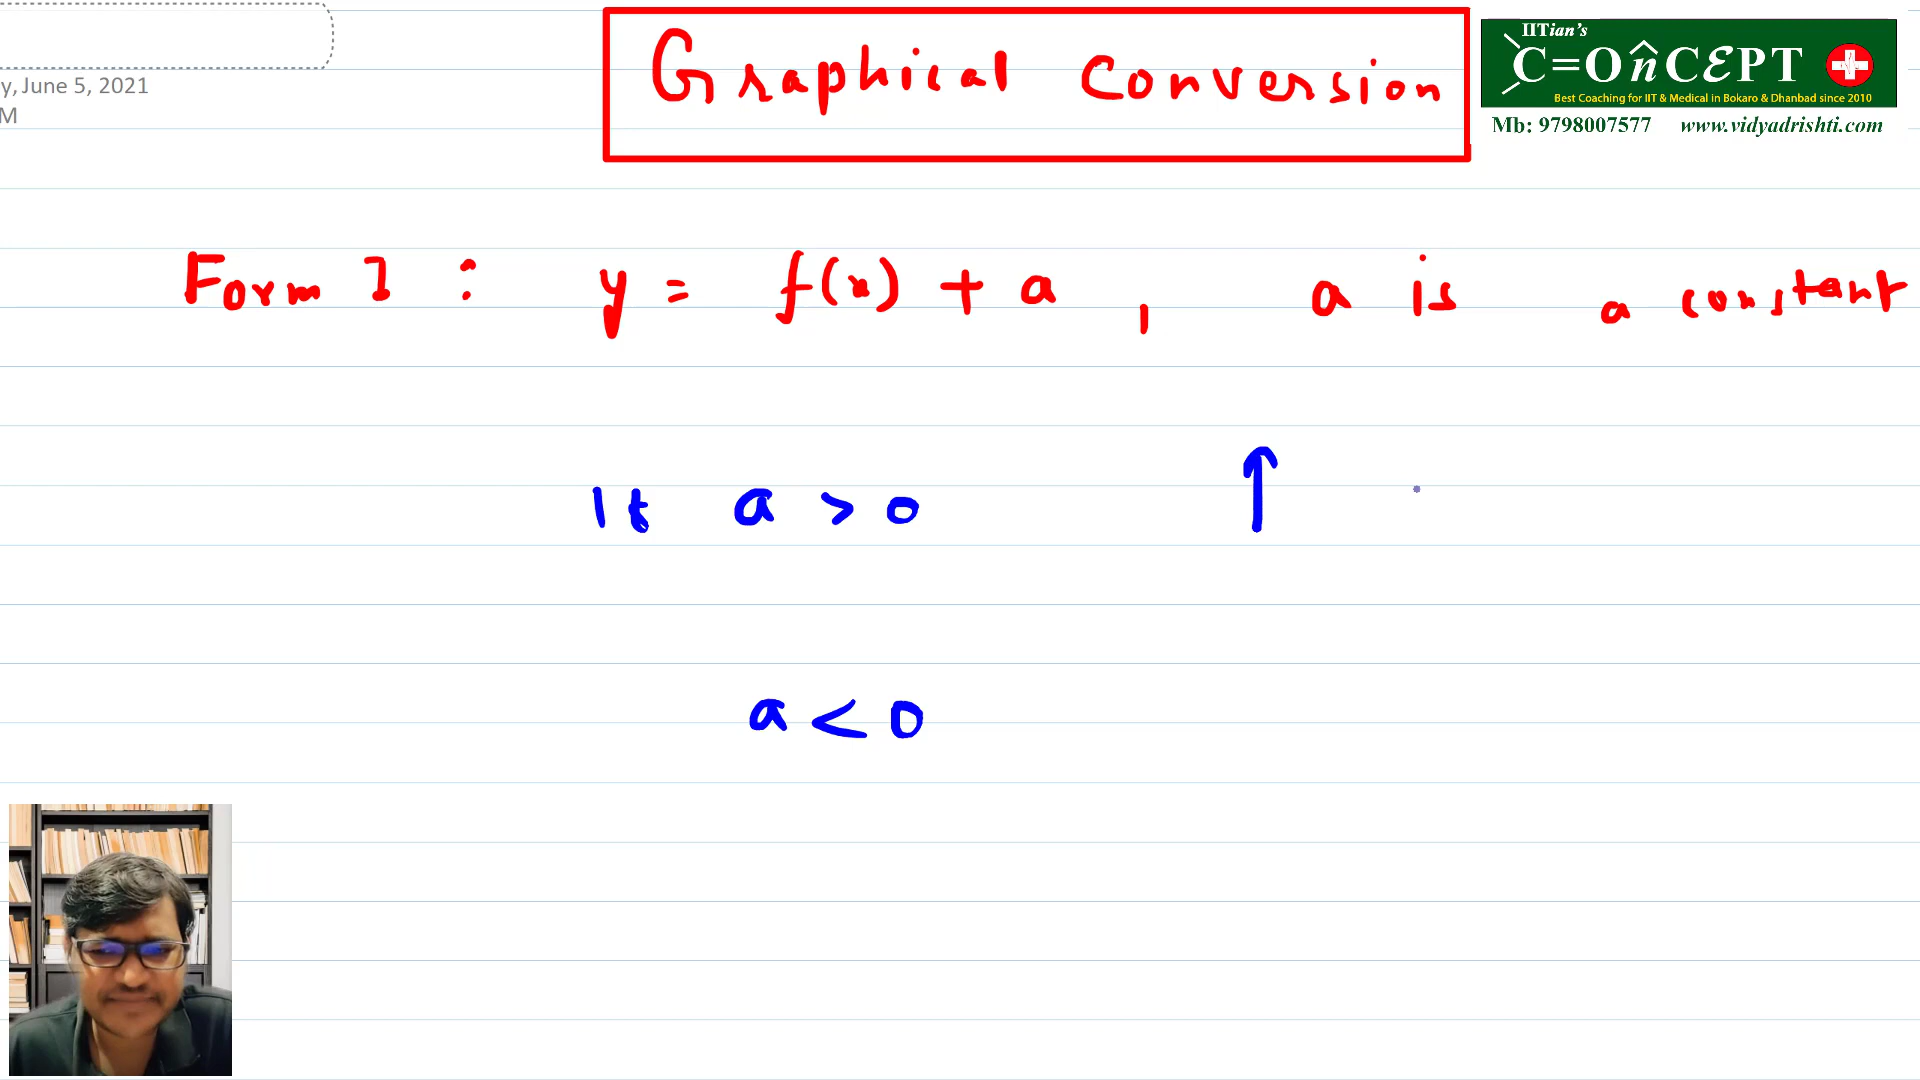 y, June 5, 2021
M
Graphical Conversion
IITian's
C=OnCEPT
Best Coaching for IIT & Medical in Bokaro & Dhanbad since 2010
Mb: 9798007577 www.vidyadrishti.com
Form I : y = f(x) + a , a is a constant
If a > 0 ↑
a < 0